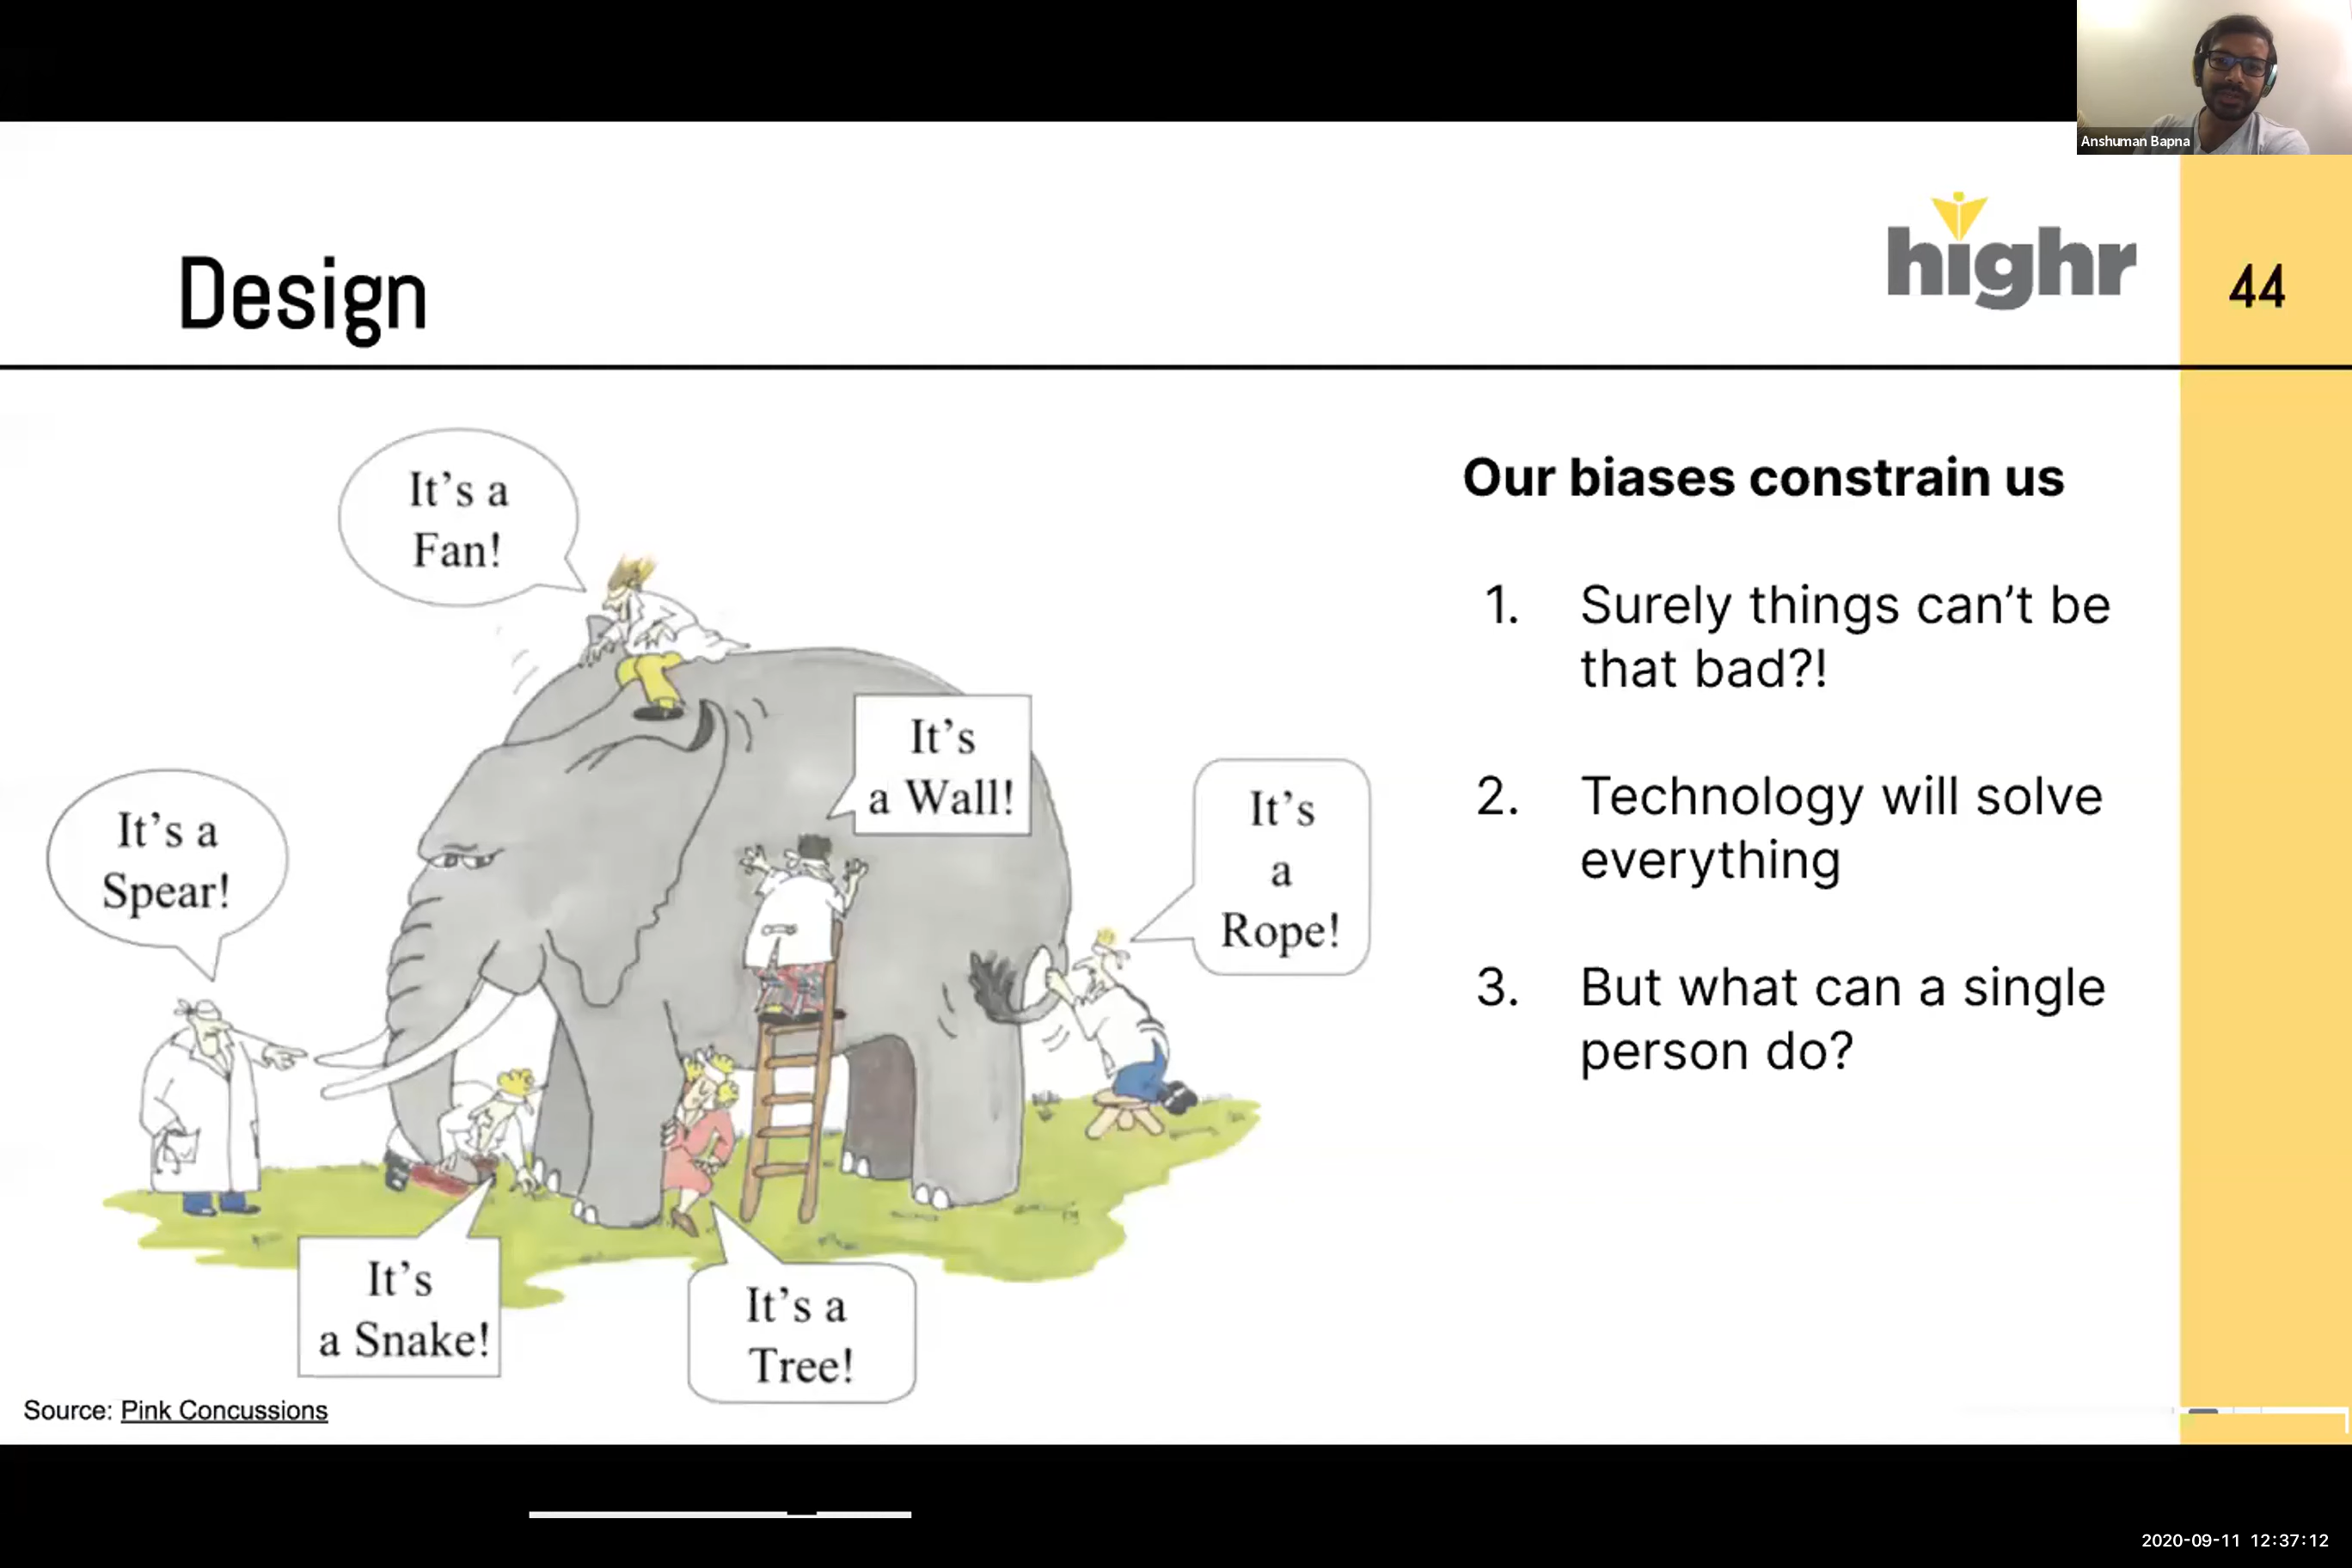 Anshuman Bapna
highr
44
Design
It's a
Fan!
It's
a Wall!
It's
a
Rope!
It's a
Spear!
It's
a Snake!
It's a
Tree!
Our biases constrain us
1. Surely things can't be
that bad?!
2. Technology will solve
everything
3. But what can a single
person do?
Source: Pink Concussions
2020-09-11 12:37:12